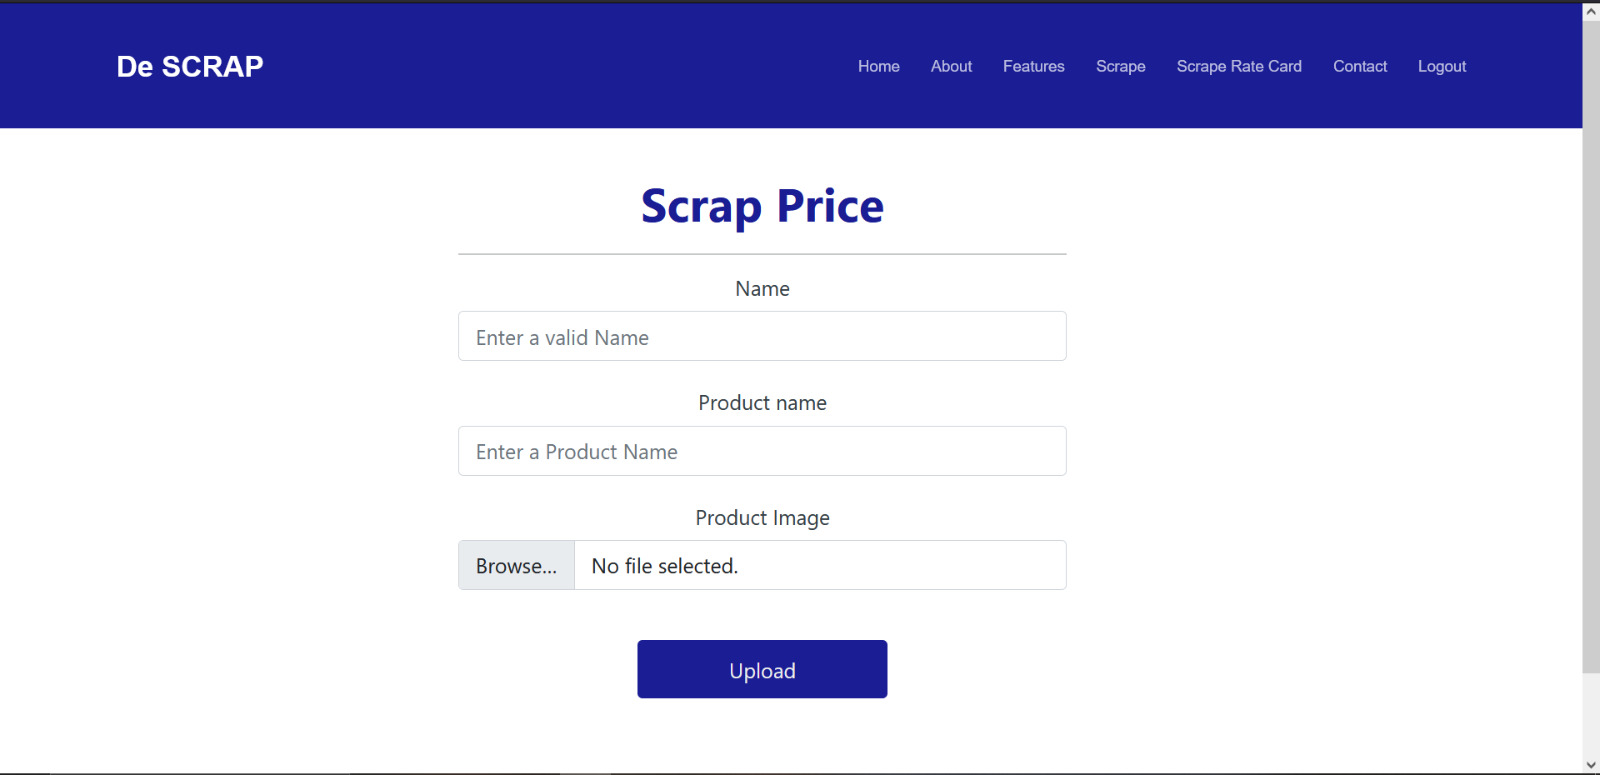 De SCRAP
Home About Features Scrape Scrape Rate Card Contact Logout
Scrap Price
Name
Enter a valid Name
Product name
Enter a Product Name
Product Image
Browse... No file selected.
Upload